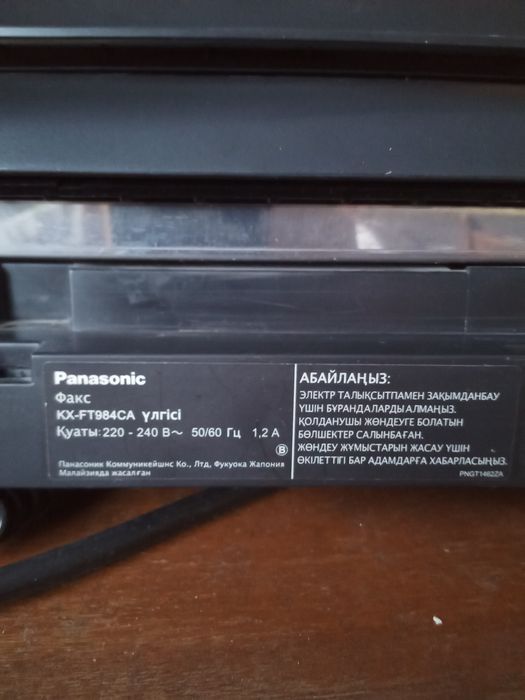 Panasonic
Факс
KX-FT984CA үлгісі
Қуаты: 220 - 240 В~ 50/60 Гц 1,2 А
B
Панасоник Коммуникейшнс Ко., Лтд, Фукуока Жапония
Малайзияда жасалған
АБАЙЛАҢЫЗ:
ЭЛЕКТР ТАЛЫҚСЫТПАМЕН ЗАҚЫМДАНБАУ
ҮШІН БҰРАНДАЛАРДЫ АЛМАҢЫЗ.
ҚОЛДАНУШЫ ЖӨНДЕУГЕ БОЛАТЫН
БӨЛШЕКТЕР САЛЫНБАҒАН.
ЖӨНДЕУ ЖҰМЫСТАРЫН ЖАСАУ ҮШІН
ӨКІЛЕТТІГІ БАР АДАМДАРҒА ХАБАРЛАСЫҢЫЗ.
PNGT1462ZA